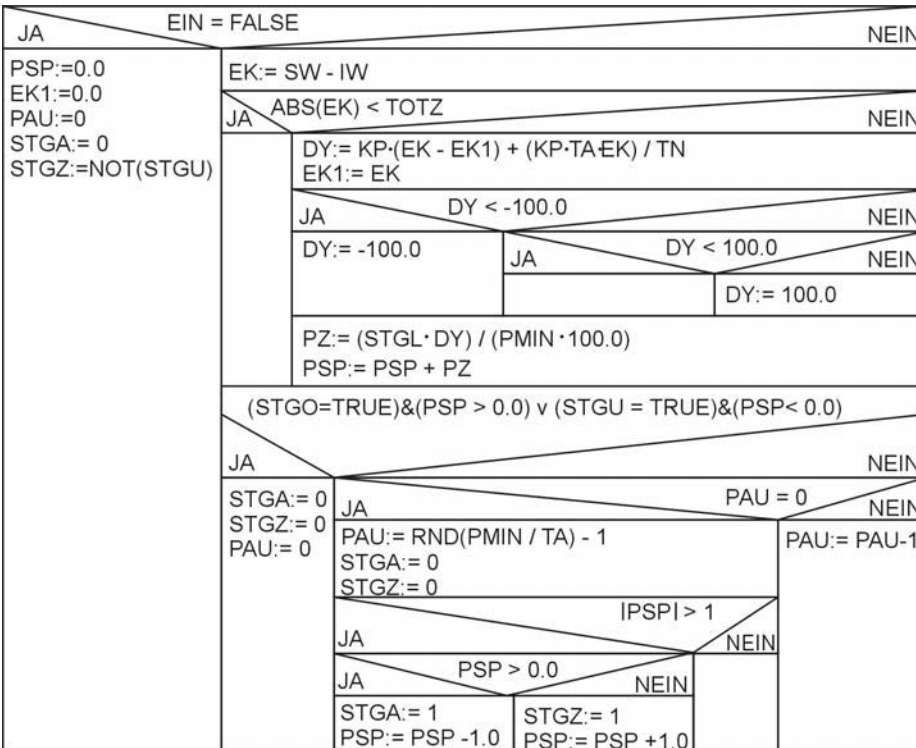 EIN = FALSE
JA
NEIN
PSP:=0.0
EK1:=0.0
PAU:=0
STGA:= 0
STGZ:=NOT(STGU)
EK:= SW - IW
ABS(EK) < TOTZ
JA
NEIN
DY:= KP·(EK - EK1) + (KP·TA·EK) / TN
EK1:= EK
DY < -100.0
JA
NEIN
DY:= -100.0
DY < 100.0
JA
NEIN
DY:= 100.0
PZ:= (STGL·DY) / (PMIN·100.0)
PSP:= PSP + PZ
(STGO=TRUE)&(PSP > 0.0) v (STGU = TRUE)&(PSP< 0.0)
JA
NEIN
STGA:= 0
STGZ:= 0
PAU:= 0
PAU = 0
JA
NEIN
PAU:= RND(PMIN / TA) - 1
STGA:= 0
STGZ:= 0
PAU:= PAU-1
|PSP| > 1
JA
NEIN
PSP > 0.0
JA
NEIN
STGA:= 1
PSP:= PSP -1.0
STGZ:= 1
PSP:= PSP +1.0